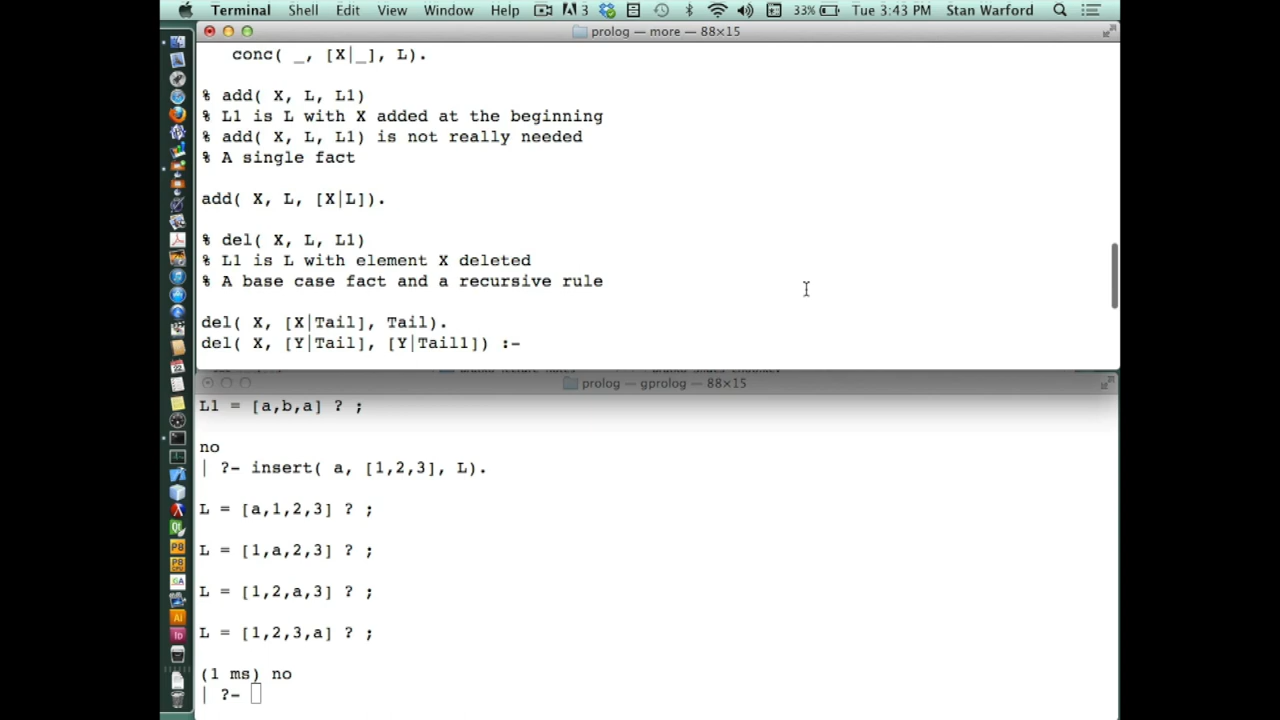 Terminal Shell Edit View Window Help 3 33% Tue 3:43 PM Stan Warford
prolog — more — 88×15
conc( _, [X|_], L).
% add( X, L, L1)
% L1 is L with X added at the beginning
% add( X, L, L1) is not really needed
% A single fact
add( X, L, [X|L]).
% del( X, L, L1)
% L1 is L with element X deleted
% A base case fact and a recursive rule
del( X, [X|Tail], Tail).
del( X, [Y|Tail], [Y|Tail1]) :-
prolog — gprolog — 88×15
L1 = [a,b,a] ? ;
no
| ?- insert( a, [1,2,3], L).
L = [a,1,2,3] ? ;
L = [1,a,2,3] ? ;
L = [1,2,a,3] ? ;
L = [1,2,3,a] ? ;
(1 ms) no
| ?-